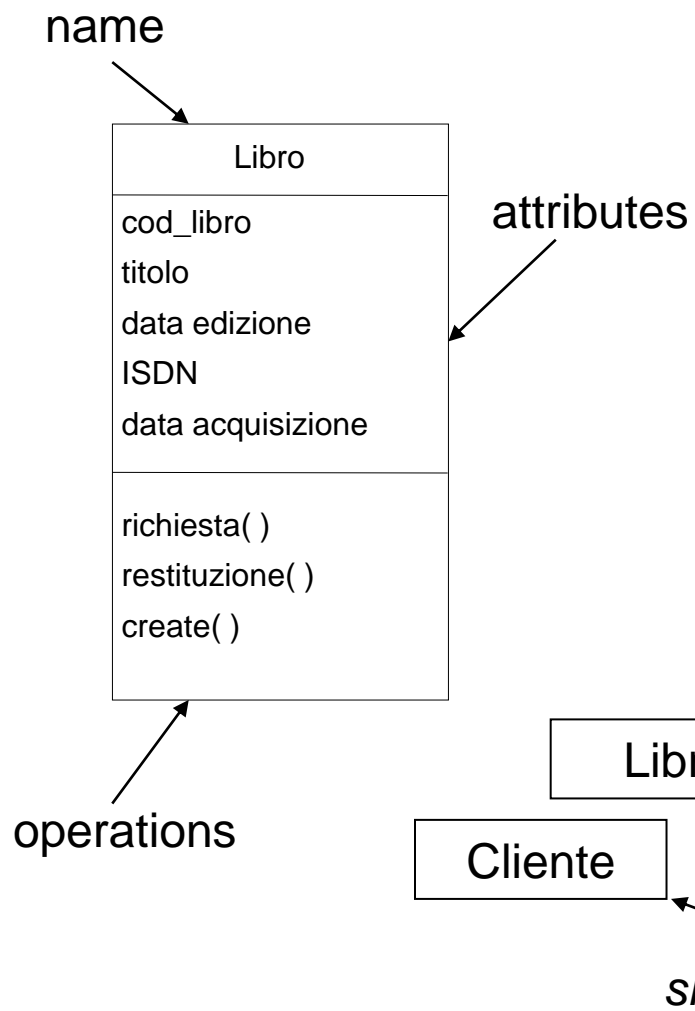 name
Libro
attributes
cod_libro
titolo
data edizione
ISDN
data acquisizione
richiesta( )
restituzione( )
create( )
operations
Cliente